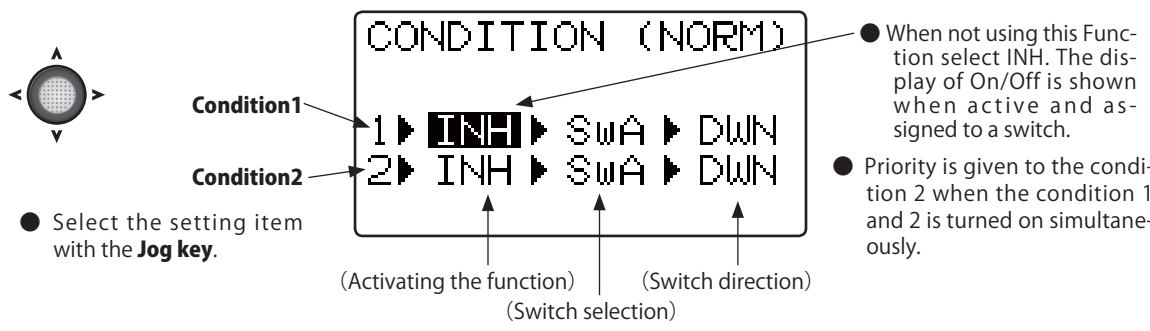 CONDITION (NORM)
Condition1
1▶ INH ▶ SwA ▶ DWN
Condition2
2▶ INH ▶ SwA ▶ DWN
● Select the setting item
with the Jog key.
(Activating the function)
(Switch selection)
(Switch direction)
● When not using this Func-
tion select INH. The dis-
play of On/Off is shown
when active and as-
signed to a switch.
● Priority is given to the condi-
tion 2 when the condition 1
and 2 is turned on simultane-
ously.